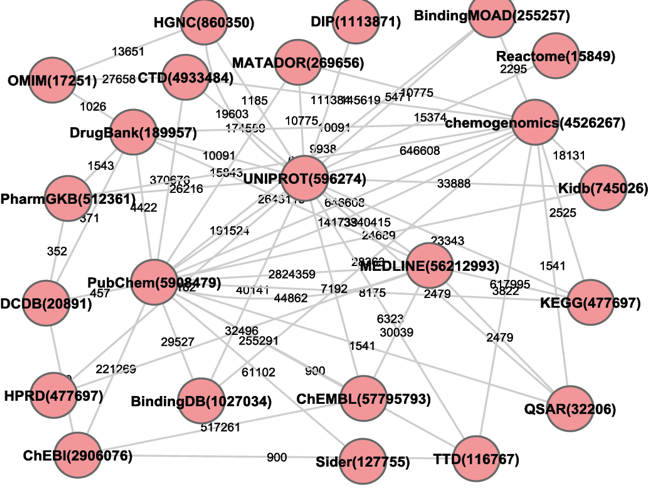 HGNC(860350)
DIP(1113871)
BindingMOAD(255257)
13651
Reactome(15849)
MATADOR(269656)
2295
OMIM(17251)
27658
CTD(4933484)
1026
1185
10775
19603
15374
chemogenomics(4526267)
DrugBank(189957)
10775
9938
646608
18131
1543
10091
UNIPROT(596274)
33888
Kidb(745026)
PharmGKB(512361)
26216
371
4422
2525
191524
23343
352
MEDLINE(56212993)
1541
2824359
PubChem(5908479)
457
40141
44862
7192
8175
2479
3822
KEGG(477697)
DCDB(20891)
6323
32496
30039
29527
255291
1541
2479
221269
61102
900
HPRD(477697)
BindingDB(1027034)
ChEMBL(57795793)
QSAR(32206)
517261
ChEBI(2906076)
900
Sider(127755)
TTD(116767)